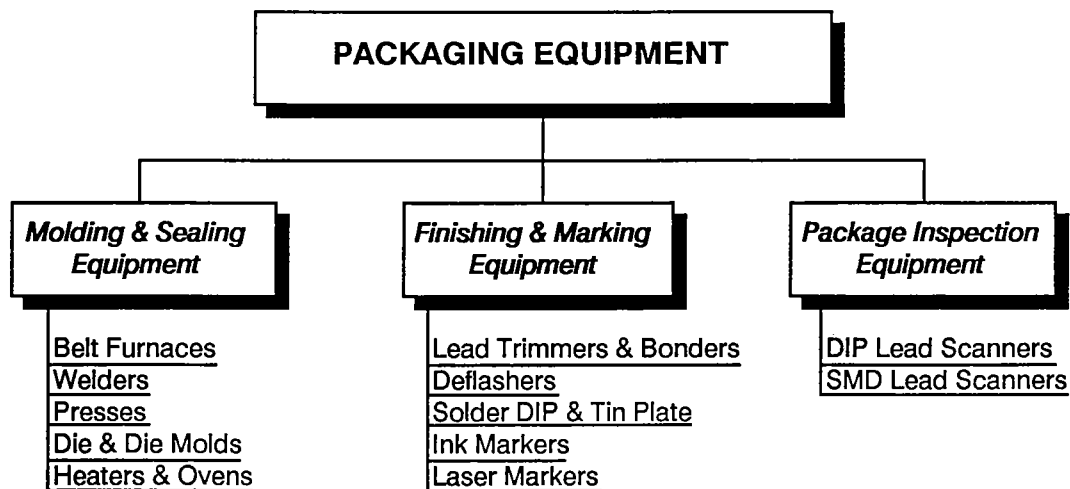 PACKAGING EQUIPMENT
Molding & Sealing
Equipment
Belt Furnaces
Welders
Presses
Die & Die Molds
Heaters & Ovens
Finishing & Marking
Equipment
Lead Trimmers & Bonders
Deflashers
Solder DIP & Tin Plate
Ink Markers
Laser Markers
Package Inspection
Equipment
DIP Lead Scanners
SMD Lead Scanners